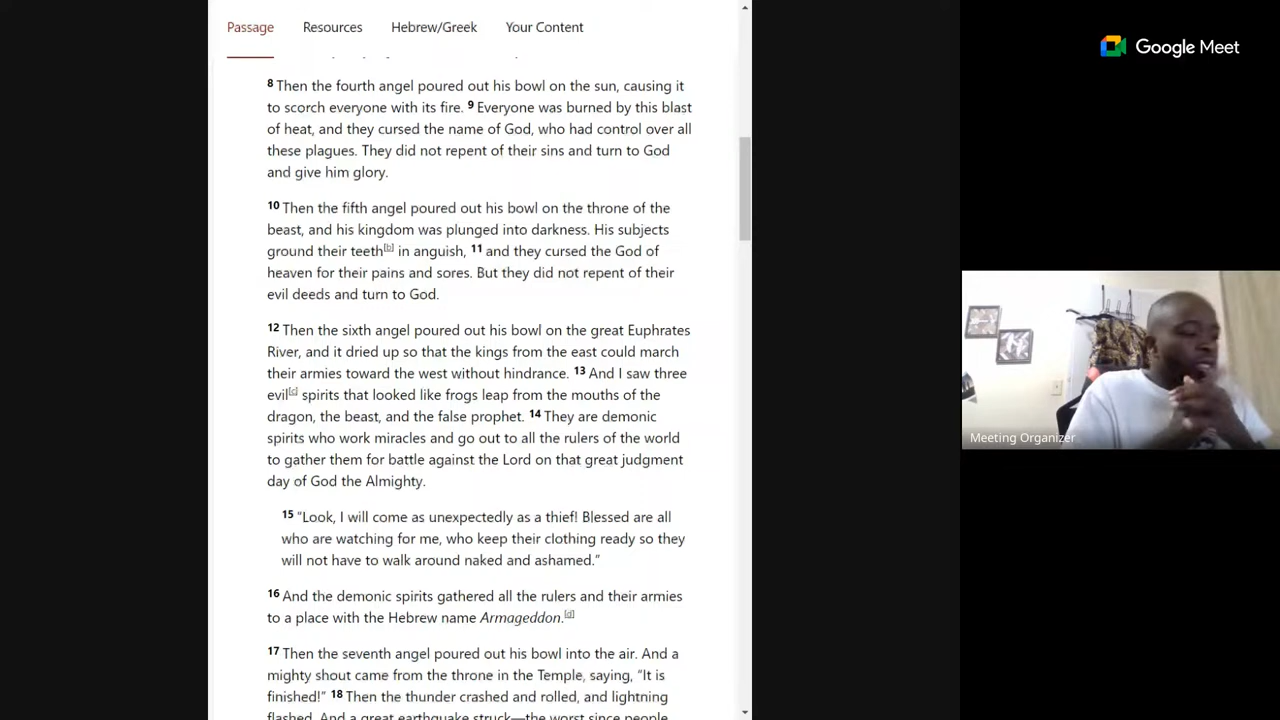 Passage Resources Hebrew/Greek Your Content
Google Meet
8 Then the fourth angel poured out his bowl on the sun, causing it
to scorch everyone with its fire. 9 Everyone was burned by this blast
of heat, and they cursed the name of God, who had control over all
these plagues. They did not repent of their sins and turn to God
and give him glory.
10 Then the fifth angel poured out his bowl on the throne of the
beast, and his kingdom was plunged into darkness. His subjects
ground their teeth[b] in anguish, 11 and they cursed the God of
heaven for their pains and sores. But they did not repent of their
evil deeds and turn to God.
12 Then the sixth angel poured out his bowl on the great Euphrates
River, and it dried up so that the kings from the east could march
their armies toward the west without hindrance. 13 And I saw three
evil[c] spirits that looked like frogs leap from the mouths of the
dragon, the beast, and the false prophet. 14 They are demonic
spirits who work miracles and go out to all the rulers of the world
to gather them for battle against the Lord on that great judgment
day of God the Almighty.
15 “Look, I will come as unexpectedly as a thief! Blessed are all
who are watching for me, who keep their clothing ready so they
will not have to walk around naked and ashamed.”
16 And the demonic spirits gathered all the rulers and their armies
to a place with the Hebrew name Armageddon.[d]
17 Then the seventh angel poured out his bowl into the air. And a
mighty shout came from the throne in the Temple, saying, “It is
finished!” 18 Then the thunder crashed and rolled, and lightning
flashed. And a great earthquake struck—the worst since people
Meeting Organizer